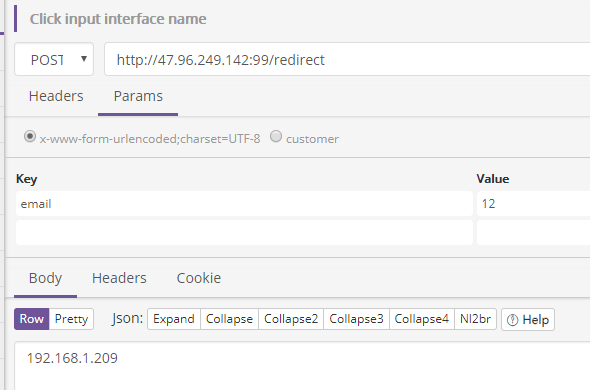 Click input interface name
POST http://47.96.249.142:99/redirect
Headers Params
x-www-form-urlencoded;charset=UTF-8 customer
Key Value
email 12
Body Headers Cookie
Row Pretty Json: Expand Collapse Collapse2 Collapse3 Collapse4 Nl2br Help
192.168.1.209